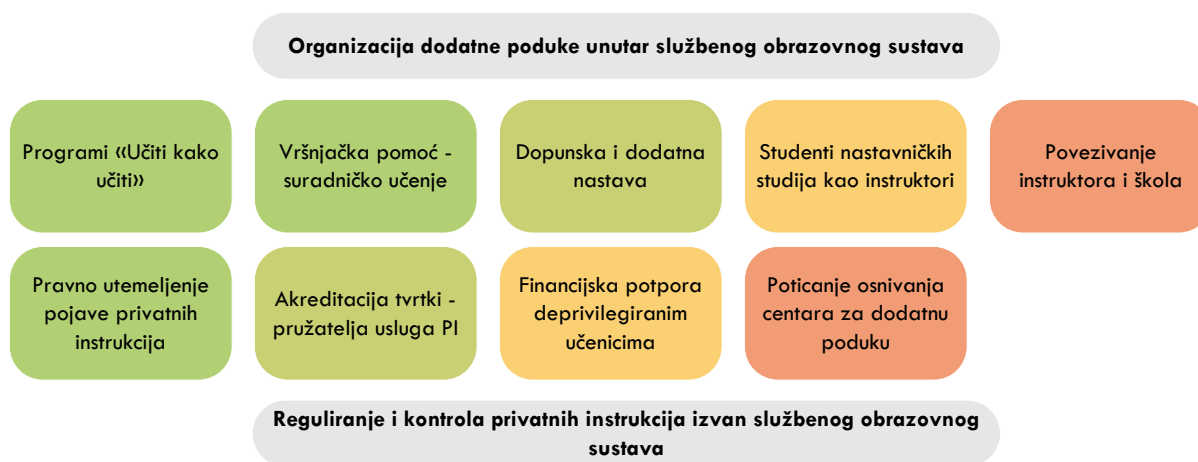 Organizacija dodatne poduke unutar službenog obrazovnog sustava
Programi «Učiti kako
učiti»
Vršnjačka pomoć -
suradničko učenje
Dopunska i dodatna
nastava
Studenti nastavničkih
studija kao instruktori
Povezivanje
instruktora i škola
Pravno utemeljenje
pojave privatnih
instrukcija
Akreditacija tvrtki -
pružatelja usluga PI
Financijska potpora
deprivilegiranim
učenicima
Poticanje osnivanja
centara za dodatnu
poduku
Reguliranje i kontrola privatnih instrukcija izvan službenog obrazovnog
sustava